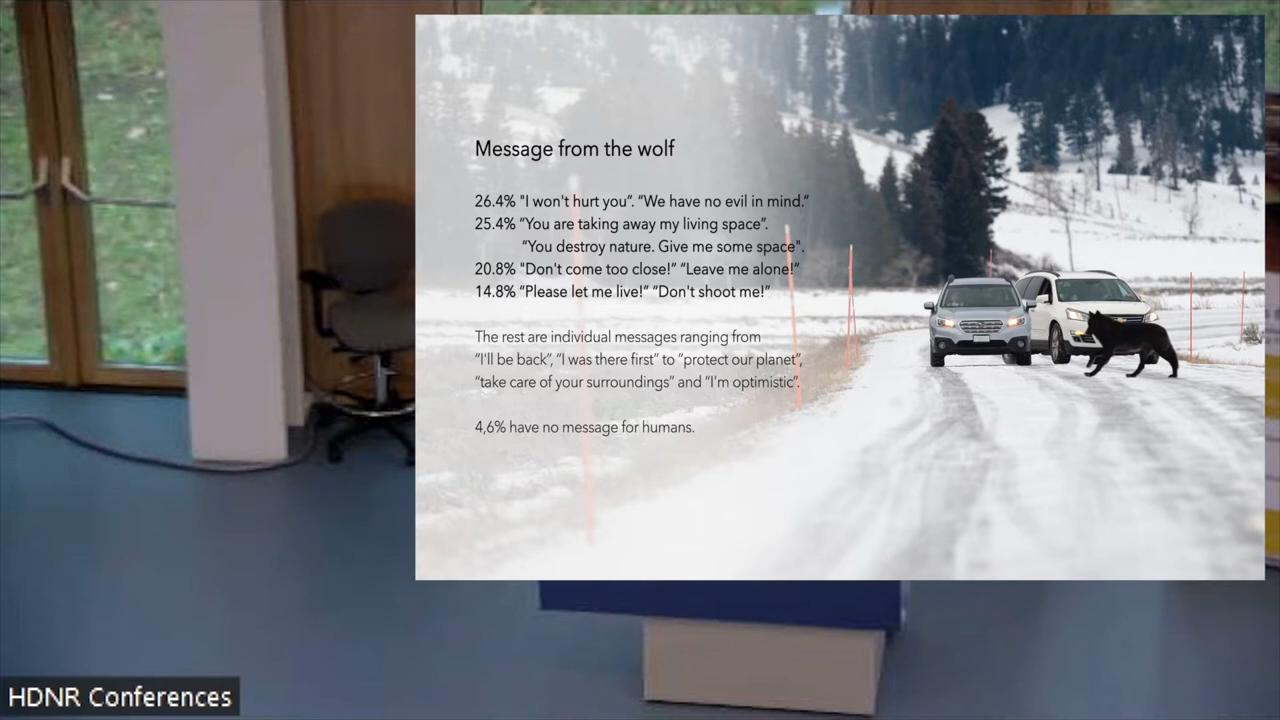 Message from the wolf
26.4% "I won't hurt you”. “We have no evil in mind.”
25.4% “You are taking away my living space”.
“You destroy nature. Give me some space".
20.8% "Don't come too close!” “Leave me alone!”
14.8% “Please let me live!” “Don't shoot me!”
The rest are individual messages ranging from
“I'll be back”, “I was there first” to “protect our planet”,
“take care of your surroundings” and “I'm optimistic”.
4,6% have no message for humans.
HDNR Conferences